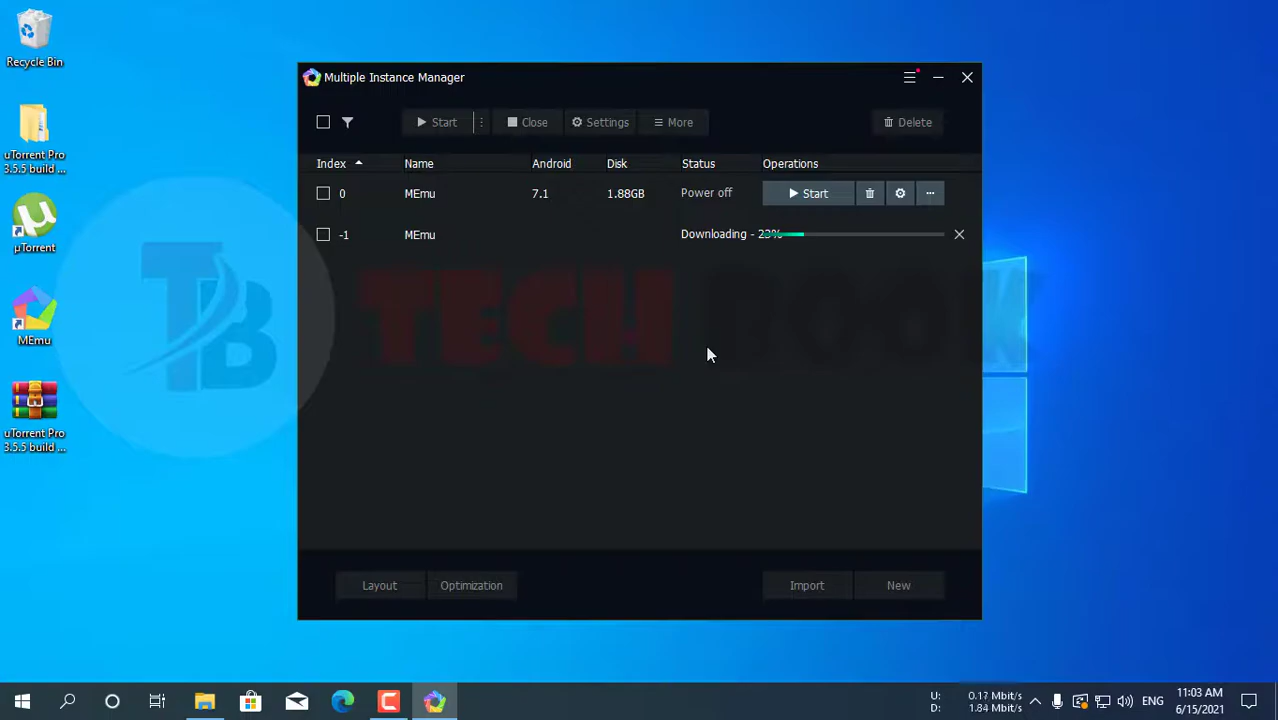 Recycle Bin
uTorrent Pro
3.5.5 build ...
µTorrent
MEmu
uTorrent Pro
3.5.5 build ...
Multiple Instance Manager
Start
Close
Settings
More
Delete
Index Name Android Disk Status Operations
0 MEmu 7.1 1.88GB Power off Start
-1 MEmu Downloading - 23%
TB TECH BOOK
Layout
Optimization
Import
New
U: 0.17 Mbit/s
D: 1.84 Mbit/s
ENG
11:03 AM
6/15/2021